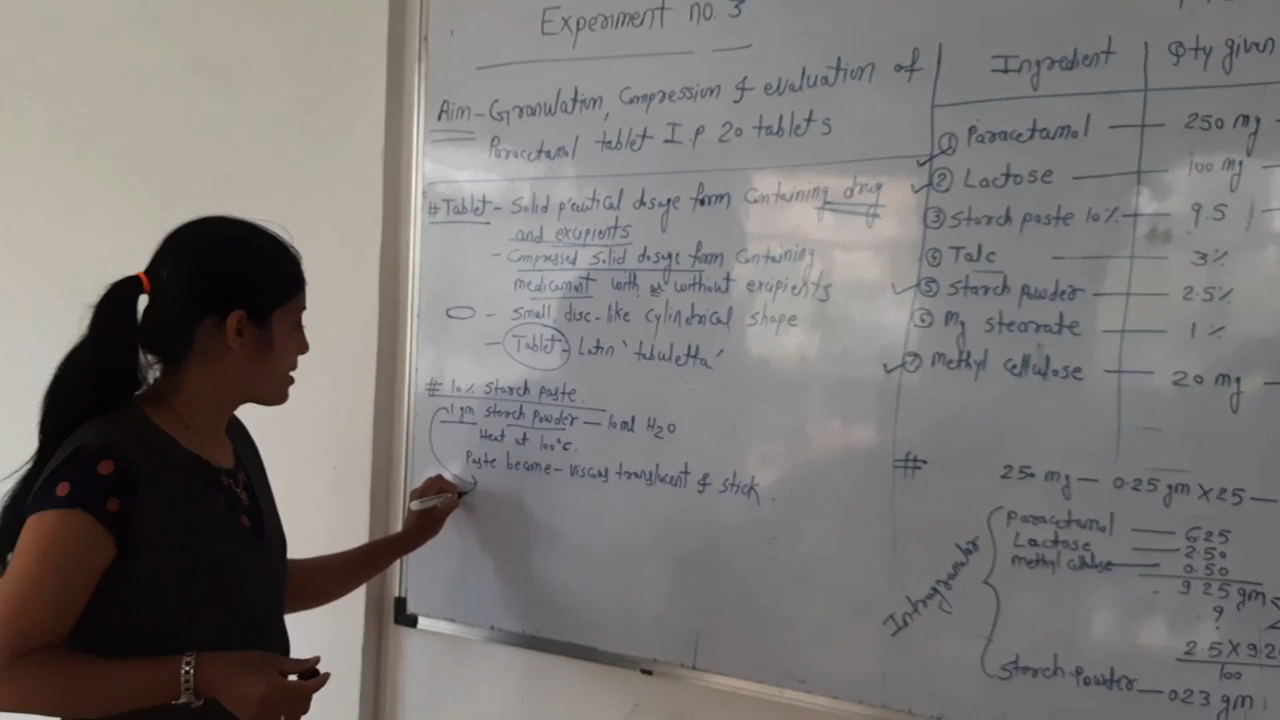 Experiment no. 3
Aim - Granulation, Compression & evaluation of
Paracetamol tablet I.P 20 tablets
# Tablet - Solid p'ceutical dosage form Containing drug
and excipients
- Compressed solid dosage form Containing
medicament with or without excipients
- Small, disc-like cylindrical shape
- Tablet - Latin 'tabuletta'
# 10% Starch paste
1 gm starch powder — 10 ml H2O
Heat at 100°C.
Paste become - viscous translucent & stick.
Ingredient Qty given
① Paracetamol — 250 mg
② Lactose — 100 mg
③ Starch paste 10% — 9.5
④ Talc — 3%
⑤ Starch powder — 2.5%
⑥ Mg stearate — 1%
⑦ Methyl cellulose — 20 mg
# 250 mg — 0.25 gm X 25 —
Intragranular
Paracetamol — 6.25
Lactose — 2.50
methyl cellulose — 0.50
9.25 gm
?
2.5 X 9.2
100
Starch-powder — 0.23 gm